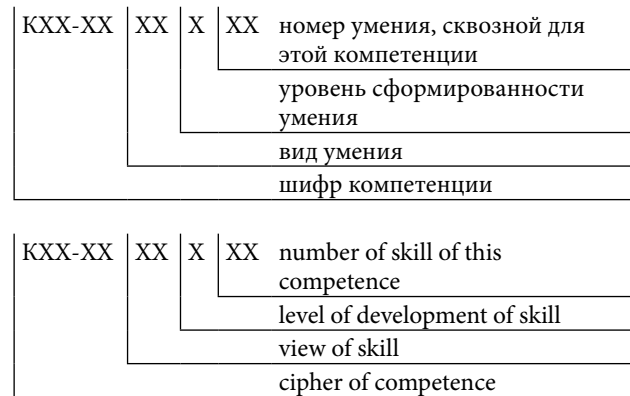 КХХ-ХХ ХХ Х ХХ номер умения, сквозной для
этой компетенции
уровень сформированности
умения
вид умения
шифр компетенции
КХХ-ХХ ХХ Х ХХ number of skill of this
competence
level of development of skill
view of skill
cipher of competence